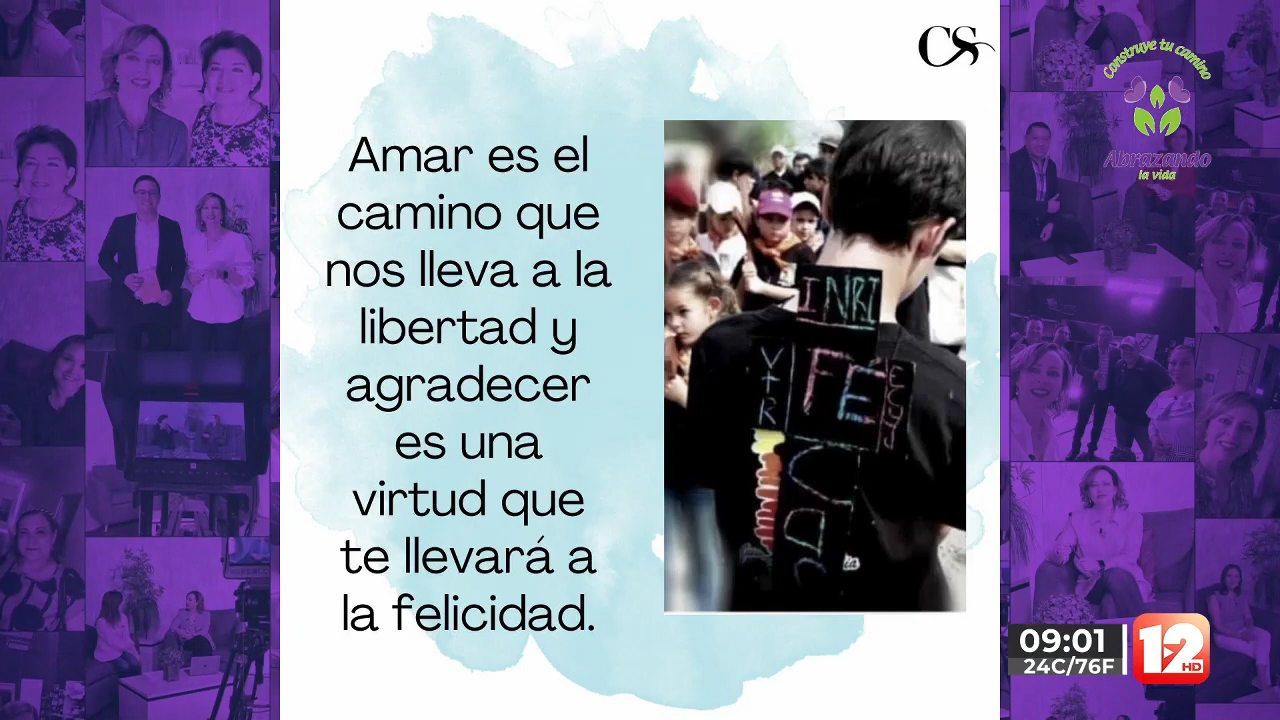 CS
Construye tu camino
Abrazando
la vida
Amar es el
camino que
nos lleva a la
libertad y
agradecer
es una
virtud que
te llevará a
la felicidad.
INRI
FE
09:01
24C/76F
12
HD